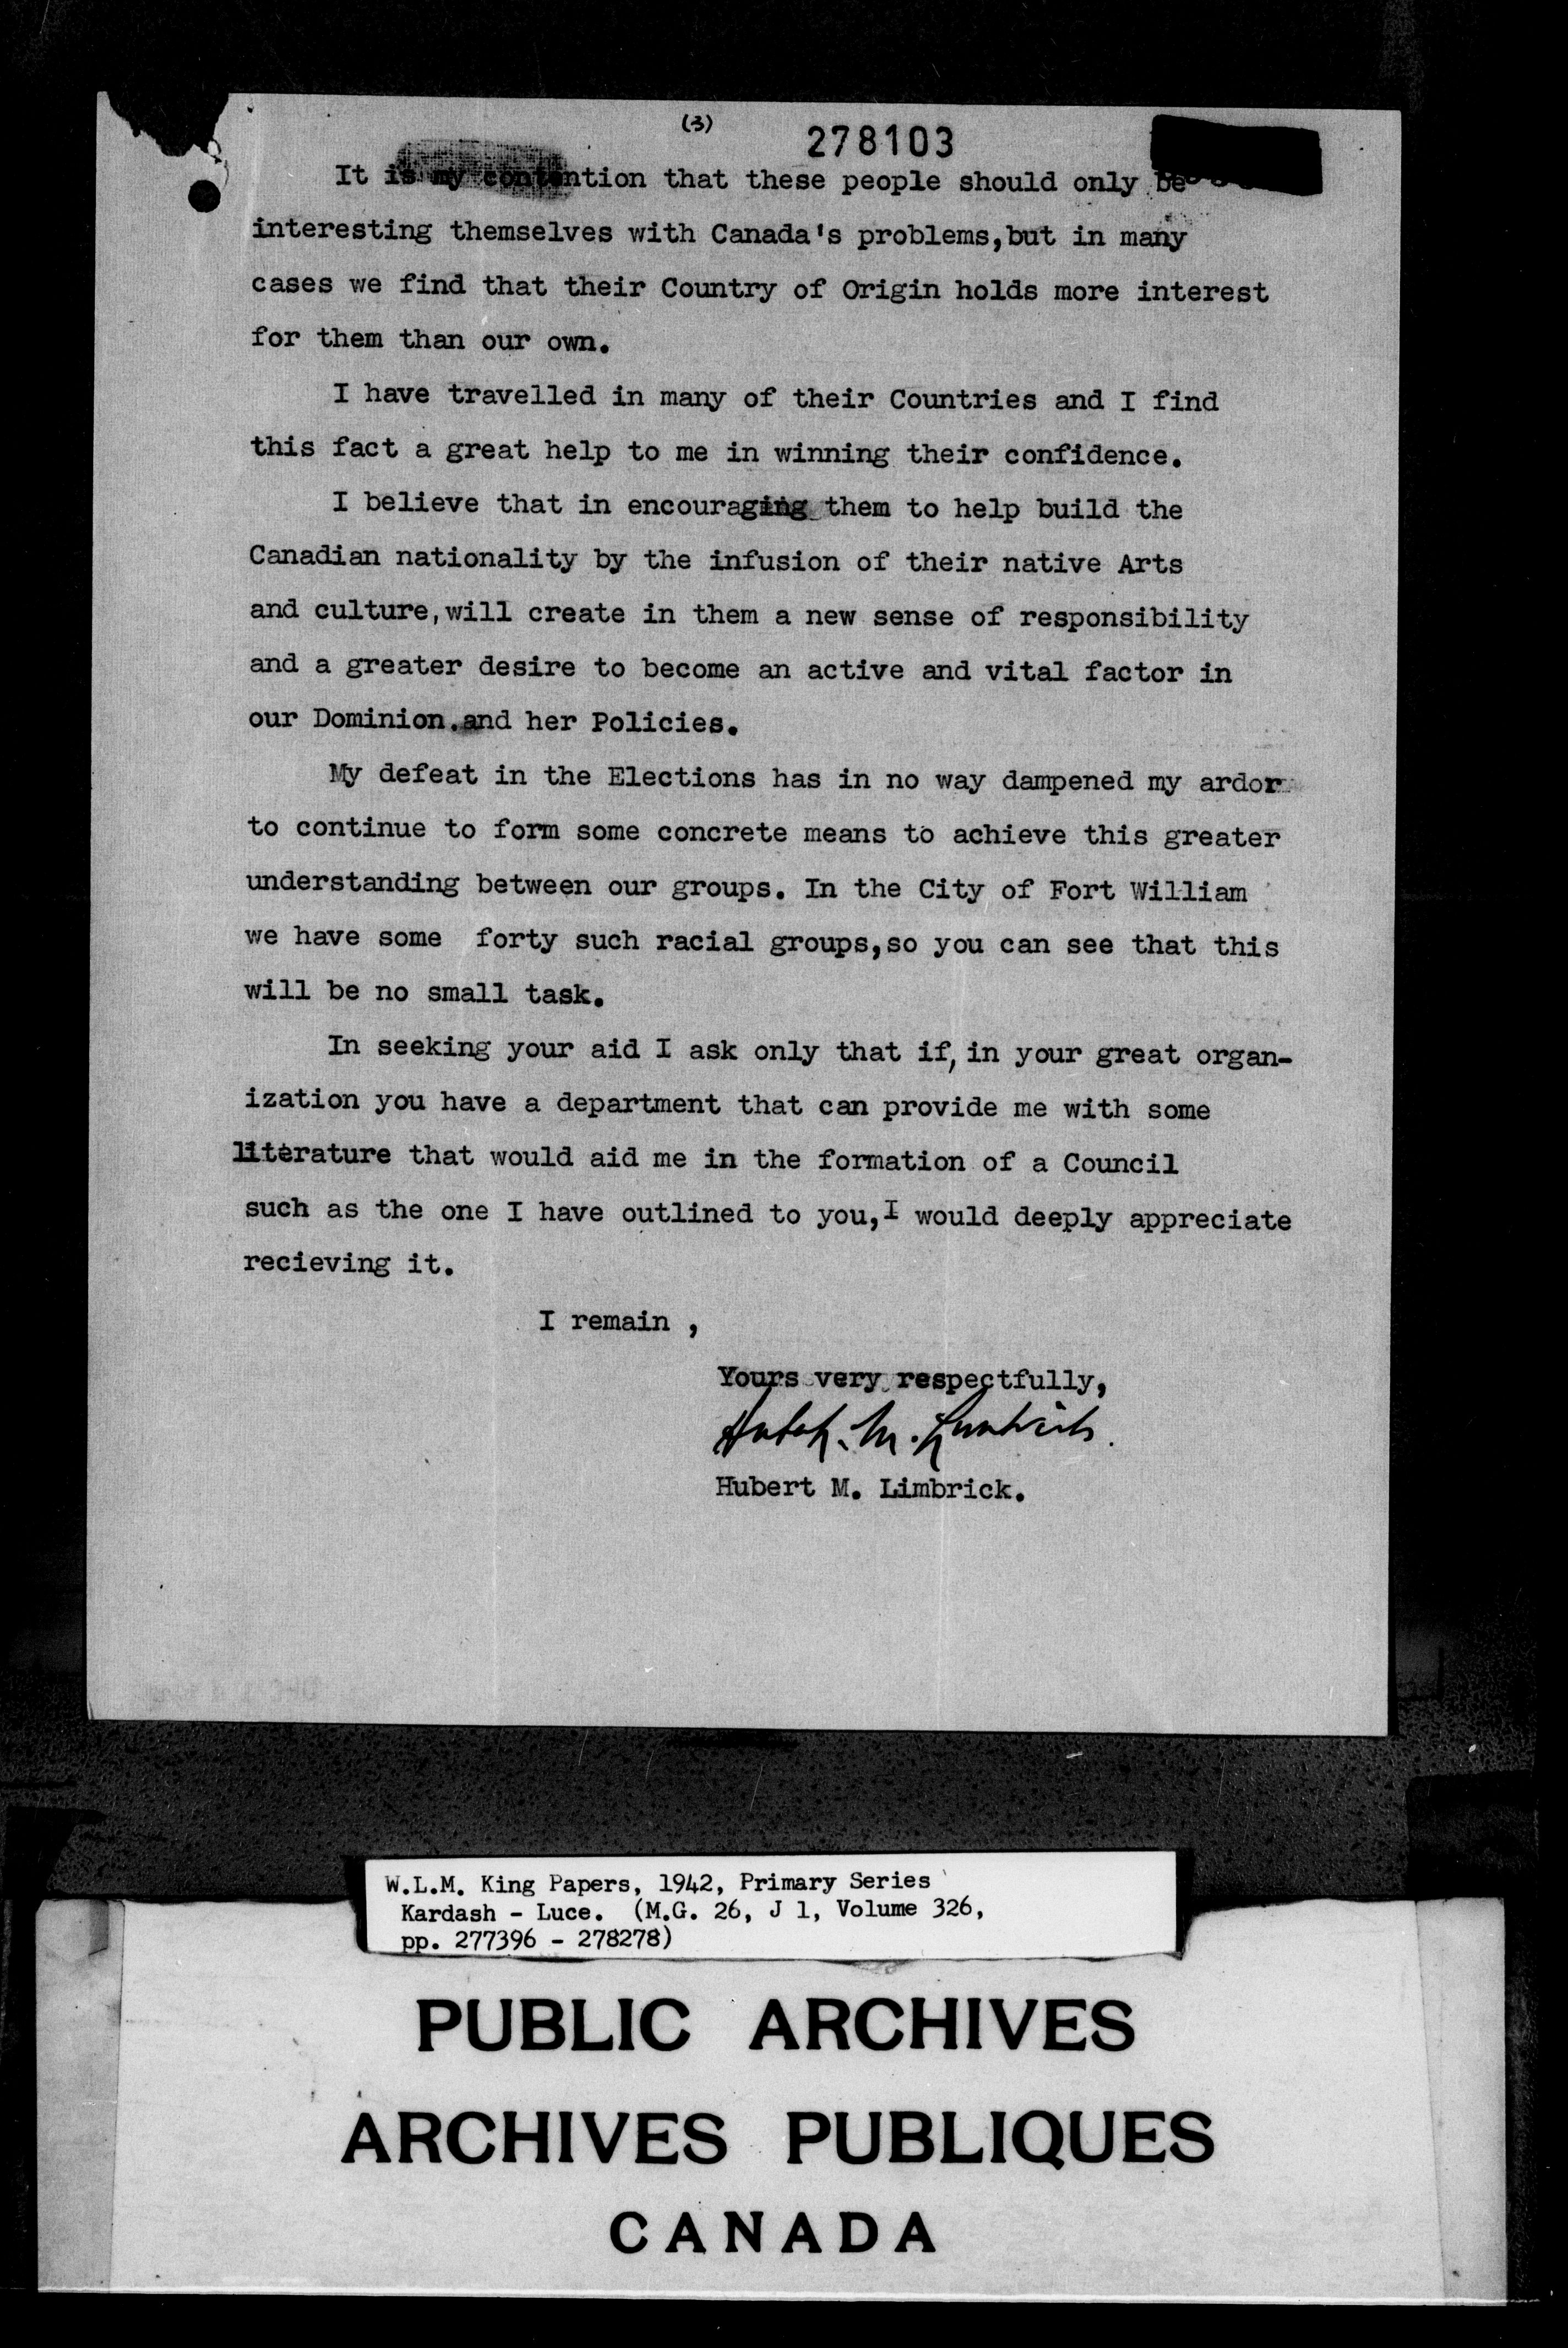 (3)
278103
It is my contention that these people should only be
interesting themselves with Canada's problems,but in many
cases we find that their Country of Origin holds more interest
for them than our own.
I have travelled in many of their Countries and I find
this fact a great help to me in winning their confidence.
I believe that in encouraging them to help build the
Canadian nationality by the infusion of their native Arts
and culture,will create in them a new sense of responsibility
and a greater desire to become an active and vital factor in
our Dominion.and her Policies.
My defeat in the Elections has in no way dampened my ardor
to continue to form some concrete means to achieve this greater
understanding between our groups. In the City of Fort William
we have some forty such racial groups,so you can see that this
will be no small task.
In seeking your aid I ask only that if, in your great organ-
ization you have a department that can provide me with some
literature that would aid me in the formation of a Council
such as the one I have outlined to you,I would deeply appreciate
recieving it.
I remain ,
Yours very respectfully,
Hubert M. Limbrick.
Hubert M. Limbrick.
W.L.M. King Papers, 1942, Primary Series
Kardash - Luce. (M.G. 26, J 1, Volume 326,
pp. 277396 - 278278)
PUBLIC ARCHIVES
ARCHIVES PUBLIQUES
CANADA